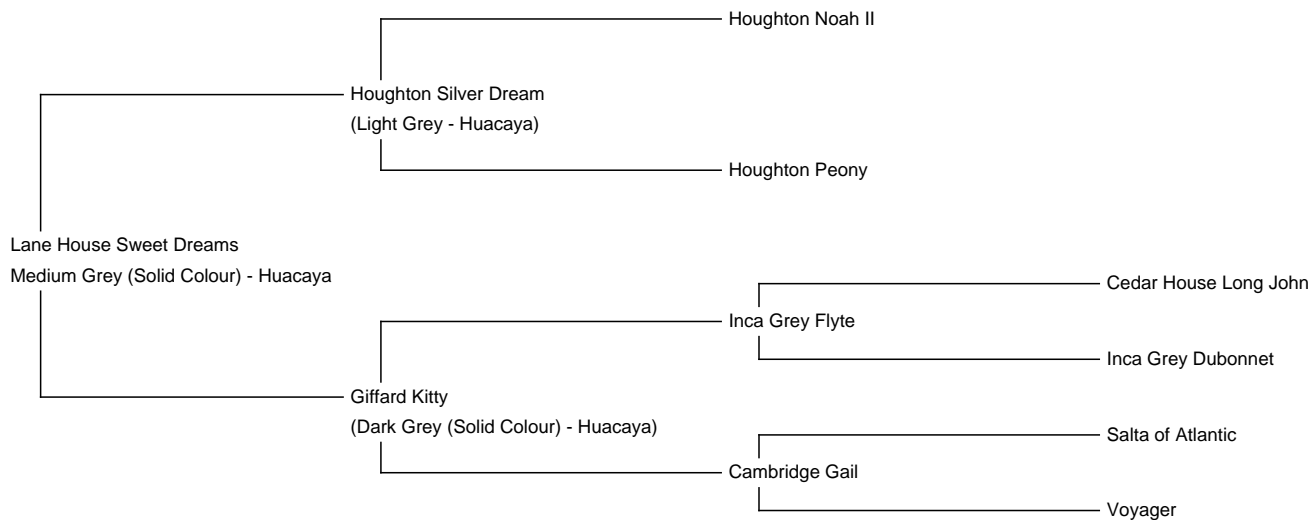 Houghton Noah II
Houghton Silver Dream
(Light Grey - Huacaya)
Houghton Peony
Lane House Sweet Dreams
Medium Grey (Solid Colour) - Huacaya
Cedar House Long John
Inca Grey Flyte
Inca Grey Dubonnet
Giffard Kitty
(Dark Grey (Solid Colour) - Huacaya)
Salta of Atlantic
Cambridge Gail
Voyager